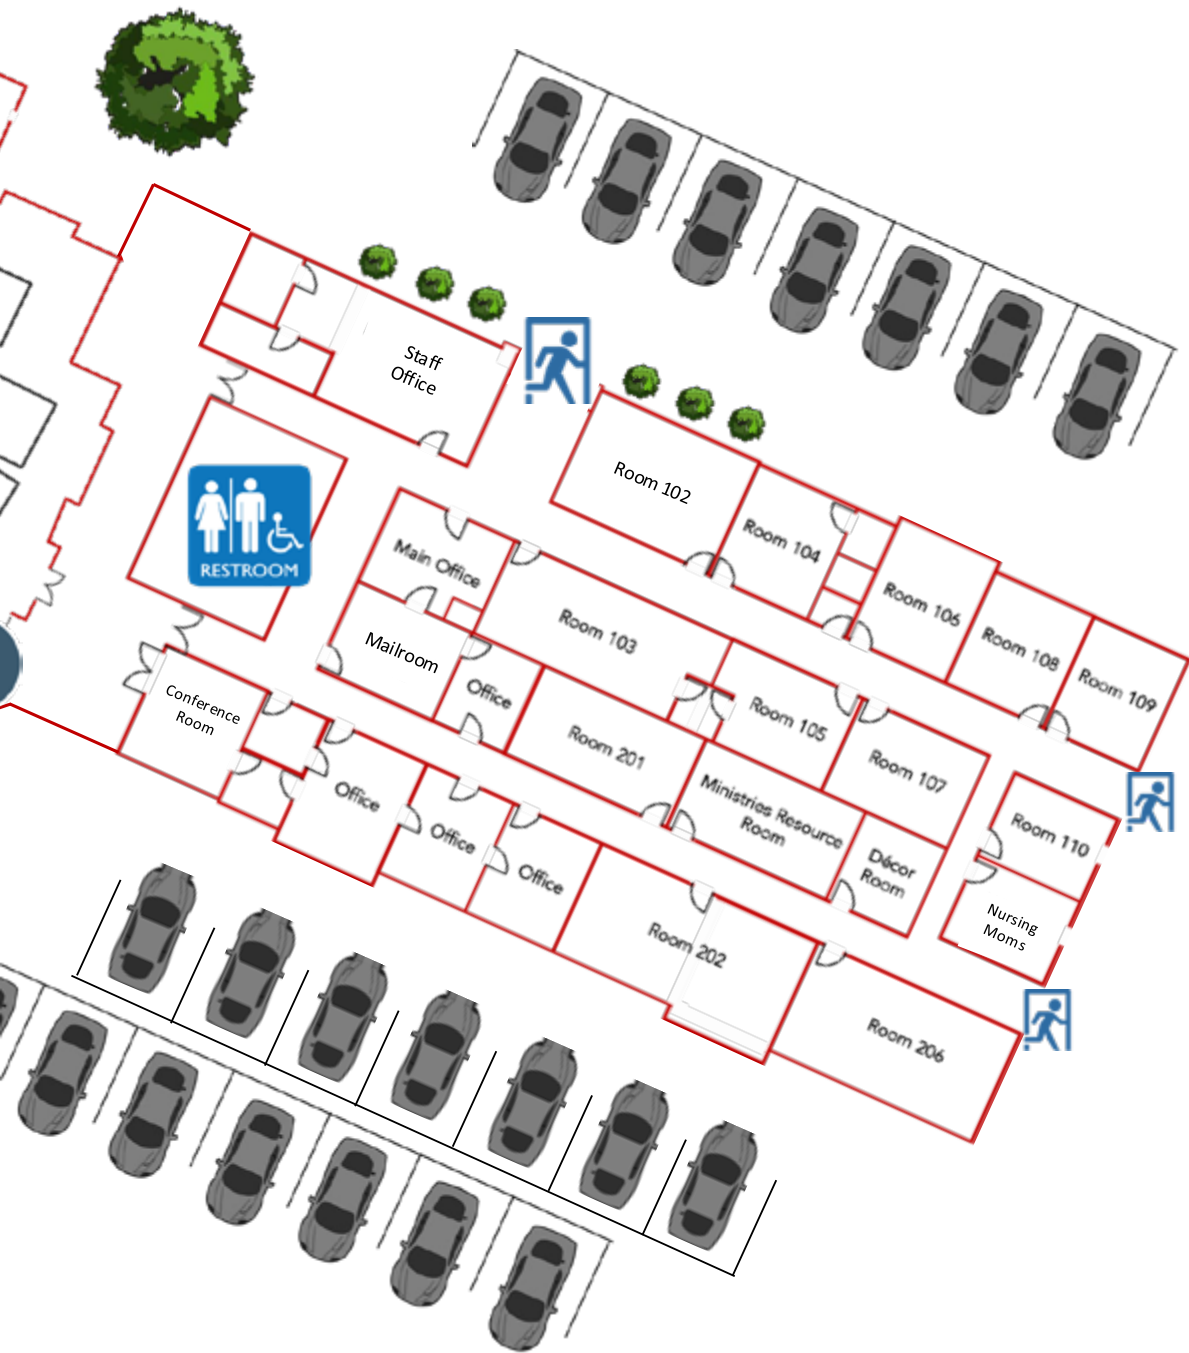 Staff
Office
Room 102
Room 104
RESTROOM
Main Office
Room 106
Room 103
Mailroom
Room 108
Room 109
Office
Conference
Room
Room 105
Room 201
Room 107
Office
Ministries Resource
Room
Room 110
Office
Décor
Room
Office
Nursing
Moms
Room 202
Room 206